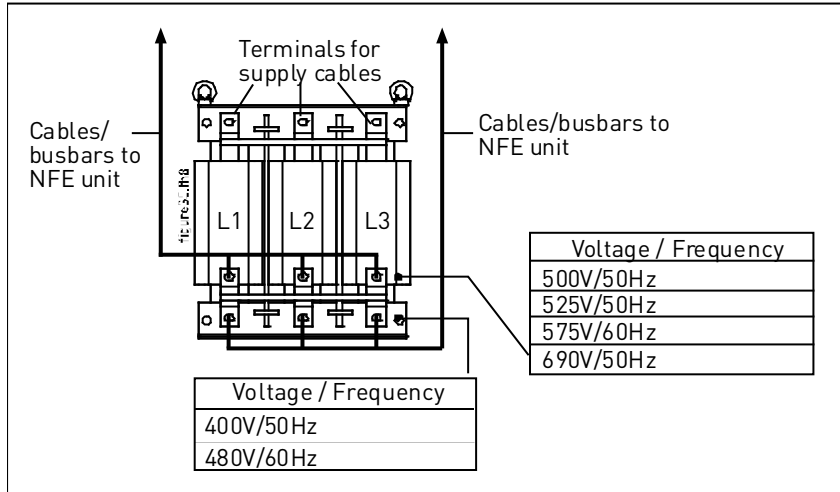 Terminals for
supply cables
Cables/
busbars to
NFE unit
Cables/busbars to
NFE unit
L1
L2
L3
Voltage / Frequency
500V/50Hz
525V/50Hz
575V/60Hz
690V/50Hz
Voltage / Frequency
400V/50Hz
480V/60Hz